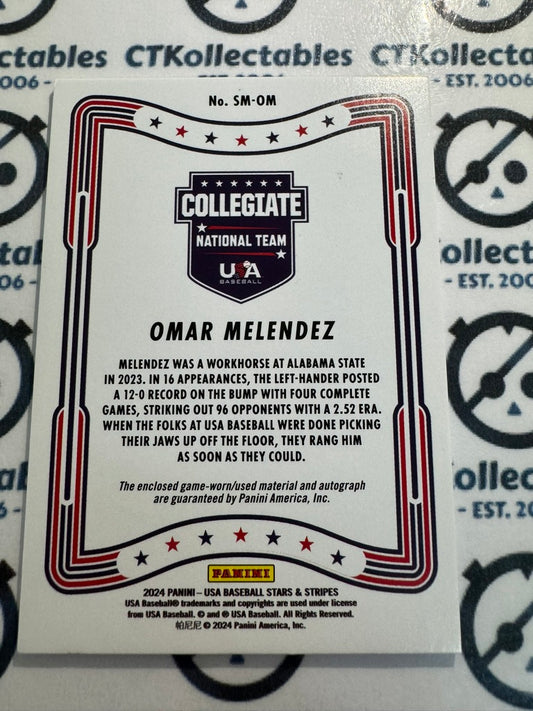 CTKollectables CTKollectables
- EST. 2006 -
2006 -
No. SM-OM
COLLEGIATE
NATIONAL TEAM
USA
BASEBALL
OMAR MELENDEZ
MELENDEZ WAS A WORKHORSE AT ALABAMA STATE
IN 2023. IN 16 APPEARANCES, THE LEFT-HANDER POSTED
A 12-0 RECORD ON THE BUMP WITH FOUR COMPLETE
GAMES, STRIKING OUT 96 OPPONENTS WITH A 2.52 ERA.
WHEN THE FOLKS AT USA BASEBALL WERE DONE PICKING
THEIR JAWS UP OFF THE FLOOR, THEY RANG HIM
AS SOON AS THEY COULD.
The enclosed game-worn/used material and autograph
are guaranteed by Panini America, Inc.
PANINI
2024 PANINI – USA BASEBALL STARS & STRIPES
USA Baseball® trademarks and copyrights are used under license
from USA Baseball. © and ® USA Baseball. All Rights Reserved.
帕尼尼 © 2024 Panini America, Inc.
ollectables
- EST. 200
ollec
- EST. 20